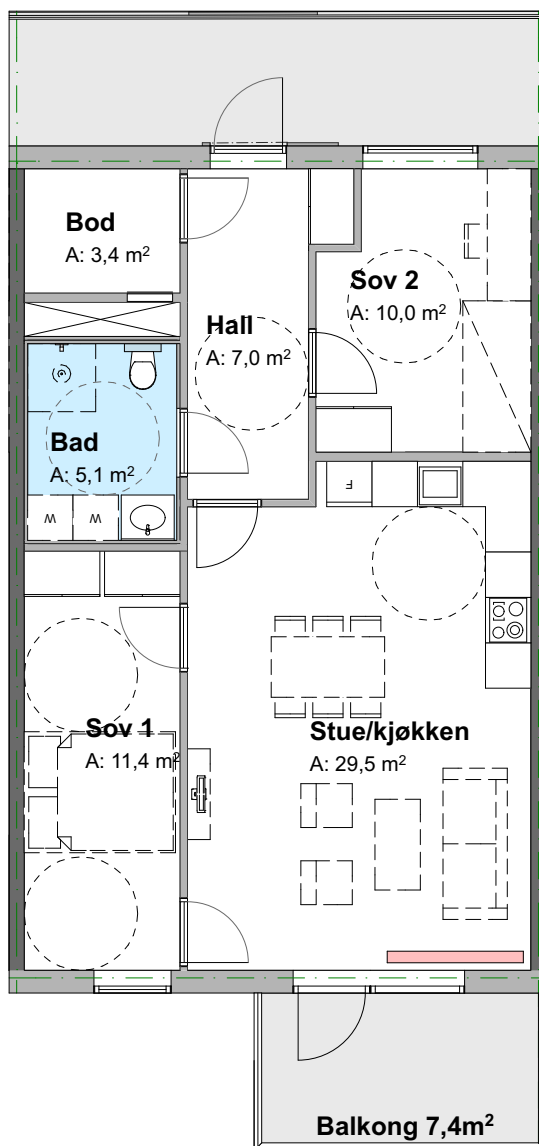 Bod
A: 3,4 m²
Sov 2
A: 10,0 m²
Hall
A: 7,0 m²
Bad
A: 5,1 m²
W W
F
Sov 1
A: 11,4 m²
Stue/kjøkken
A: 29,5 m²
Balkong 7,4m²